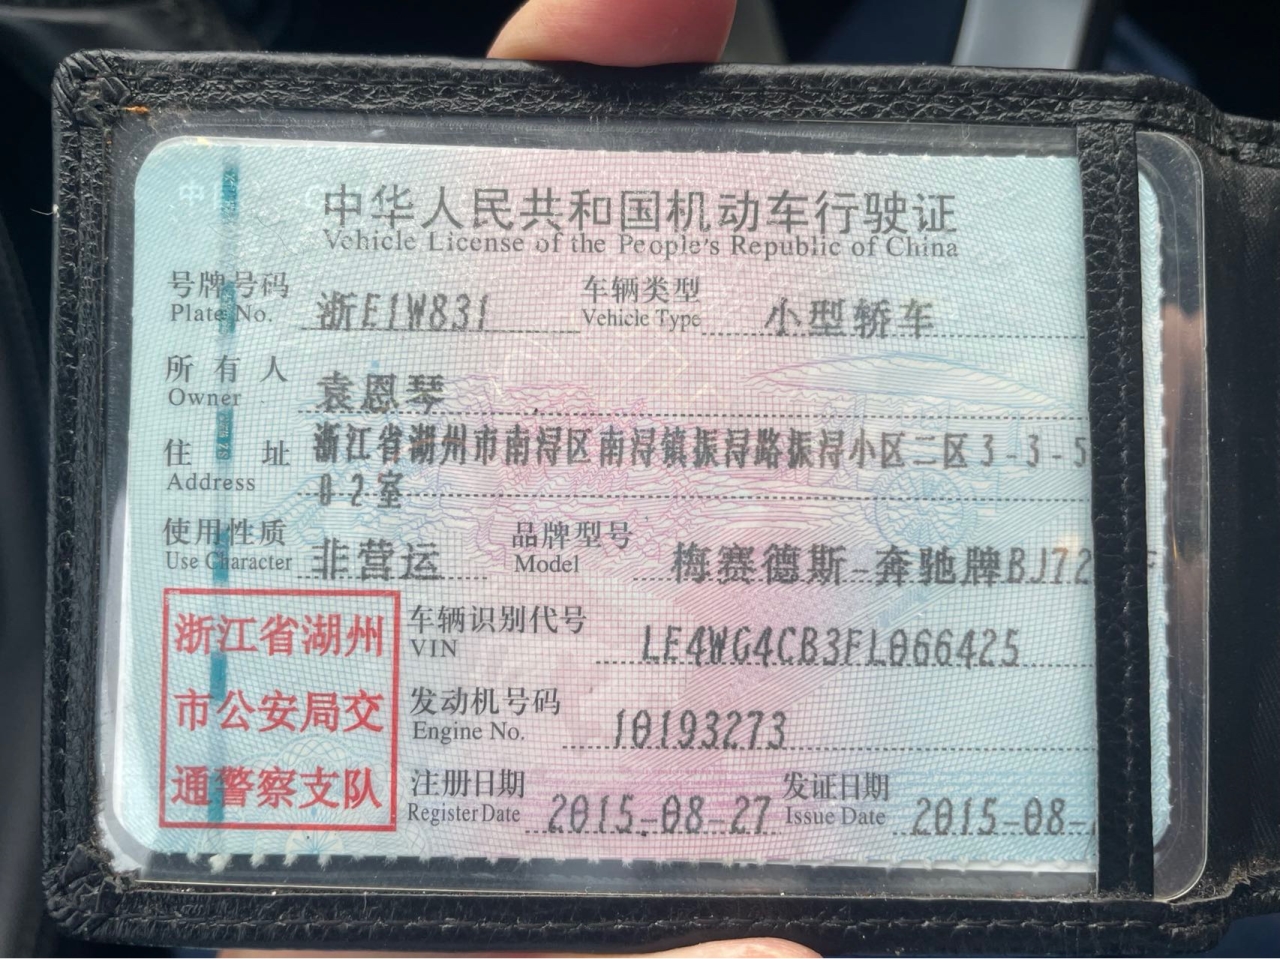 中华人民共和国机动车行驶证
Vehicle License of the People's Republic of China
号牌号码 浙E1W831 车辆类型 小型轿车
Plate No. Vehicle Type
所有人 袁恩琴
Owner
住址 浙江省湖州市南浔区南浔镇振浔路振浔小区二区3-3-5
Address 02室
使用性质 非营运 品牌型号 梅赛德斯-奔驰牌BJ72
Use Character Model
浙江省湖州
市公安局交
通警察支队
车辆识别代号 LE4WG4CB3FL066425
VIN
发动机号码 10193273
Engine No.
注册日期 2015-08-27 发证日期 2015-08-
Register Date Issue Date